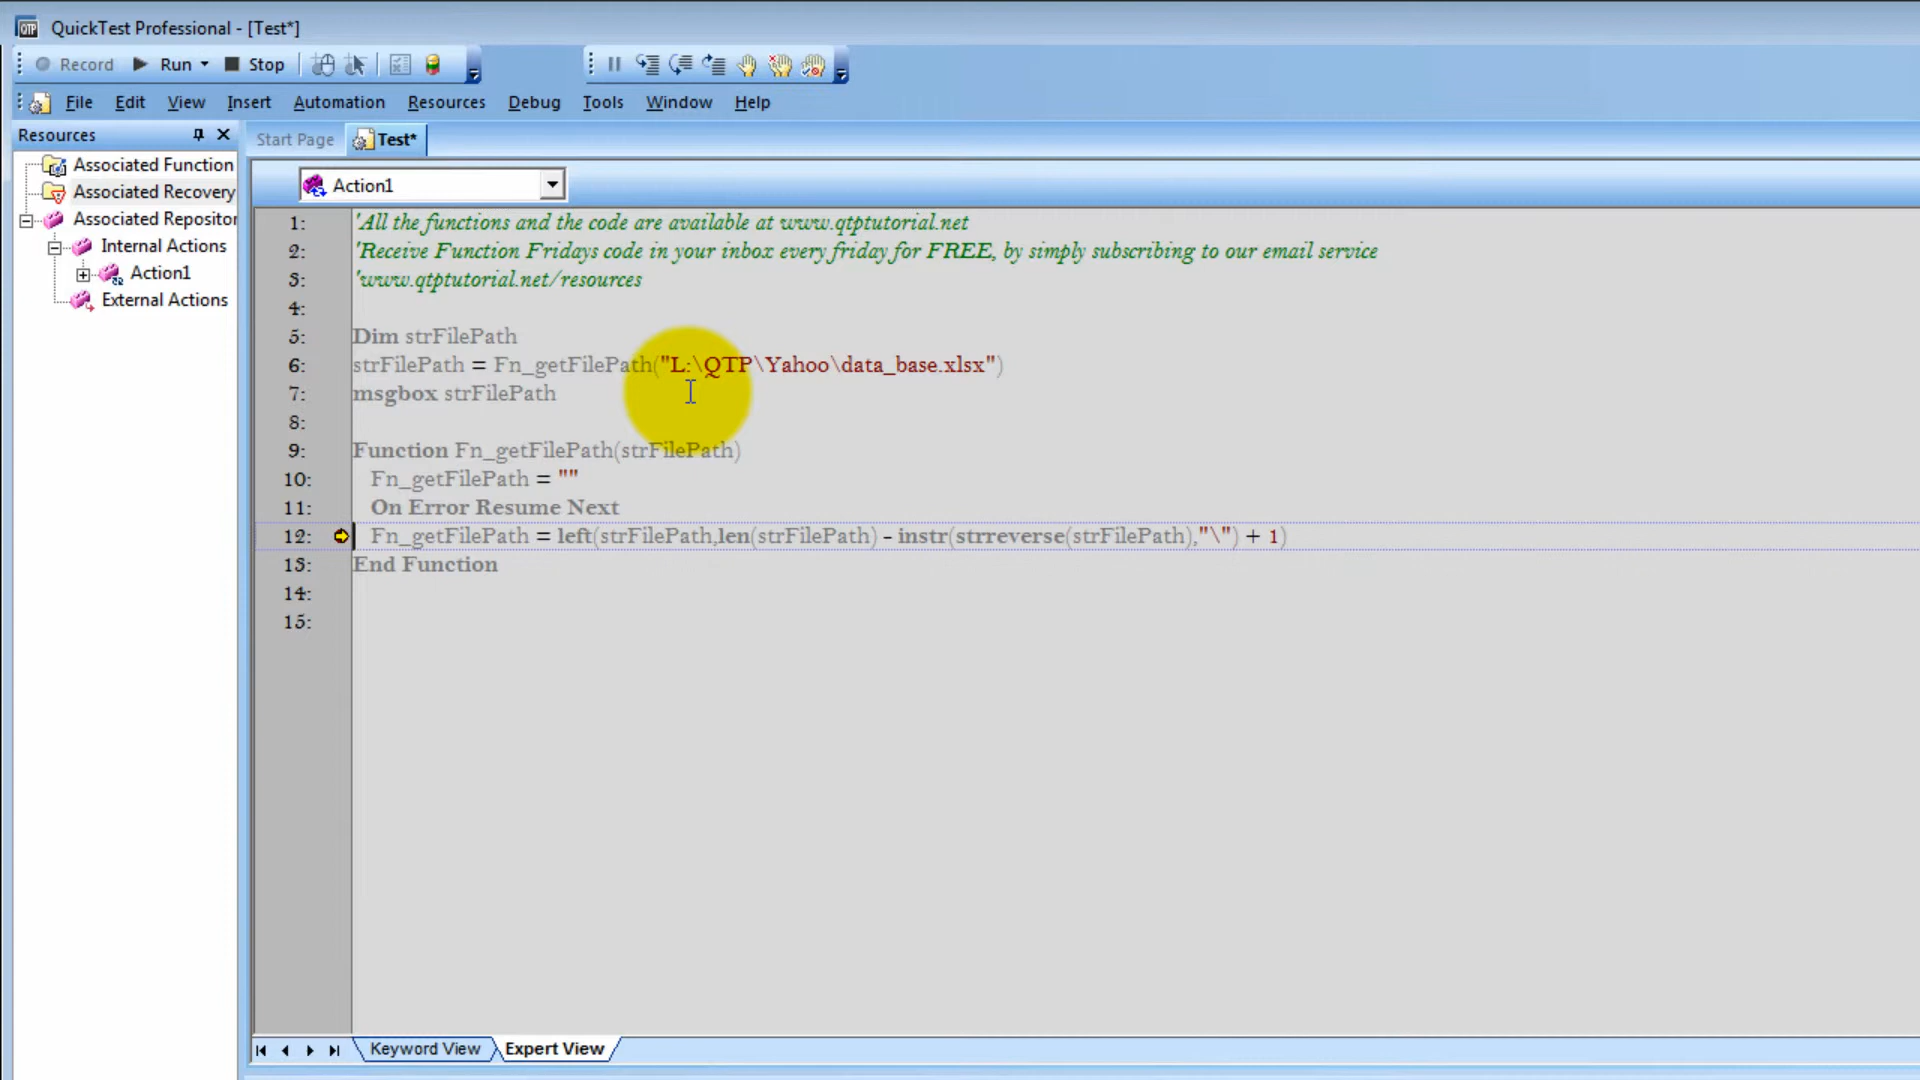 QTP QuickTest Professional - [Test*]
Record Run Stop
File Edit View Insert Automation Resources Debug Tools Window Help
Resources
Start Page Test*
Associated Function
Associated Recovery
Associated Repositor
Internal Actions
Action1
External Actions
Action1
1: 'All the functions and the code are available at www.qtptutorial.net
2: 'Receive Function Fridays code in your inbox every friday for FREE, by simply subscribing to our email service
3: 'www.qtptutorial.net/resources
4:
5: Dim strFilePath
6: strFilePath = Fn_getFilePath("L:\QTP\Yahoo\data_base.xlsx")
7: msgbox strFilePath
8:
9: Function Fn_getFilePath(strFilePath)
10: Fn_getFilePath = ""
11: On Error Resume Next
12: Fn_getFilePath = left(strFilePath,len(strFilePath) - instr(strreverse(strFilePath),"\") + 1)
13: End Function
14:
15:
Keyword View Expert View